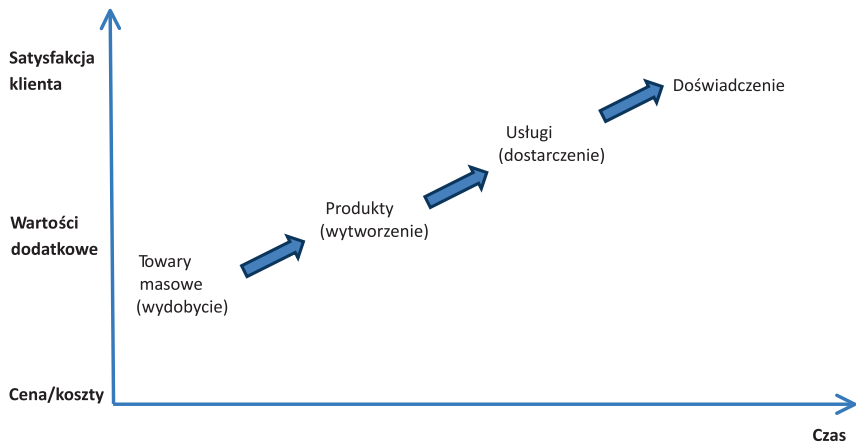 Satysfakcja
klienta
Doświadczenie
Usługi
(dostarczenie)
Produkty
(wytworzenie)
Wartości
dodatkowe
Towary
masowe
(wydobycie)
Cena/koszty
Czas